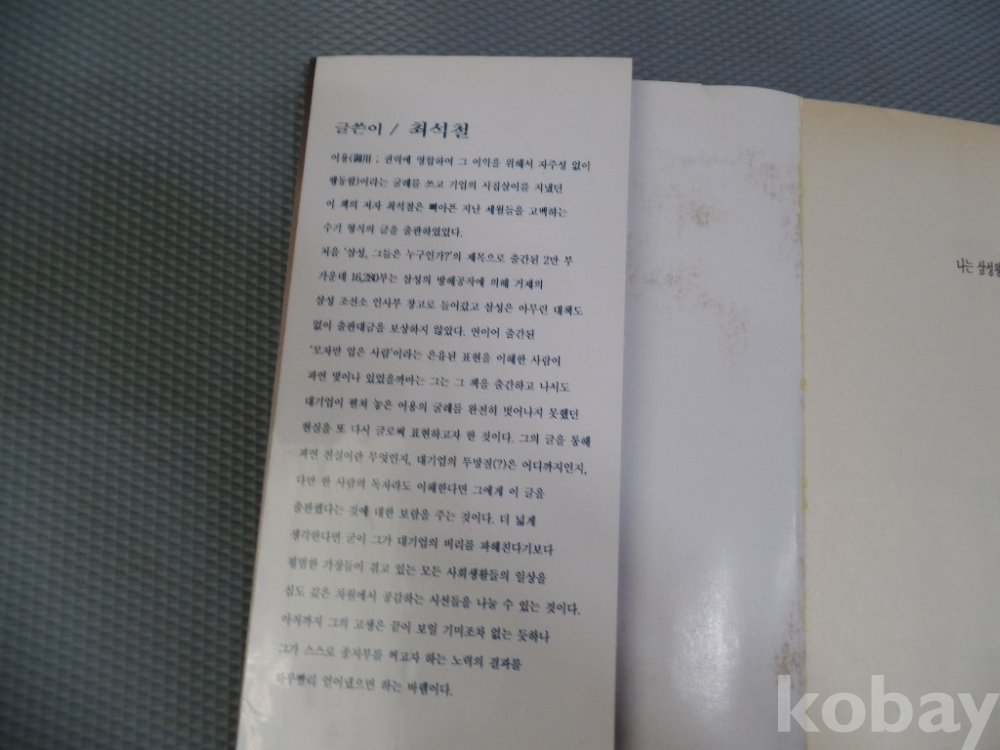 글쓴이 / 최석철
이용(御用 ; 권력에 영합하여 그 이익을 위해서 자주성 없이
행동함)이라는 굴레를 쓰고 기업의 시집살이를 지냈던
이 책의 저자 최석철은 뼈아픈 지난 세월들을 고백하는
수기 형식의 글을 출판하였었다.
처음 '삼성, 그들은 누구인가?'의 제목으로 출간된 2만 부
가운데 16,280부는 삼성의 방해공작에 의해 거제의
삼성 조선소 인사부 창고로 들어갔고 삼성은 아무런 대책도
없이 출판대금을 보상하지 않았다. 연이어 출간된
'모자만 입은 사람'이라는 은유된 표현을 이해한 사람이
과연 몇이나 있었을까마는 그는 그 책을 출간하고 나서도
대기업이 펼쳐 놓은 어용의 굴레를 완전히 벗어나지 못했던
현실을 또 다시 글로써 표현하고자 한 것이다. 그의 글을 통해
과연 진실이란 무엇인지, 대기업의 투망질(?)은 어디까지인지,
다만 한 사람의 독자라도 이해한다면 그에게 이 글을
출판했다는 것에 대한 보람을 주는 것이다. 더 넓게
생각한다면 굳이 그가 대기업의 비리를 파헤친다기보다
평범한 가장들이 겪고 있는 모든 사회생활들의 일상을
심도 깊은 차원에서 공감하는 시선들을 나눌 수 있는 것이다.
아직까지 그의 고생은 끝이 보일 기미조차 없는 듯하나
그가 스스로 종지부를 찍고자 하는 노력의 결과를
하루빨리 얻어냈으면 하는 바램이다.
나는 삼성
kobay